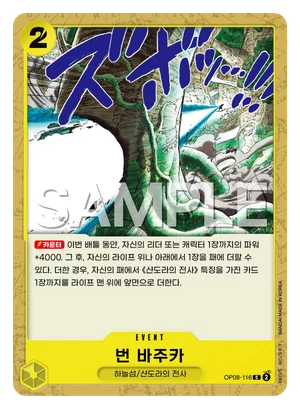 2
ズボッ!!
SAMPLE
카운터 이번 배틀 동안, 자신의 리더 또는 캐릭터 1장까지의 파워
+4000. 그 후, 자신의 라이프 위나 아래에서 1장을 패에 더할 수
있다. 더한 경우, 자신의 패에서 《샨도라의 전사》 특징을 가진 카드
1장까지를 라이프 맨 위에 앞면으로 더한다.
EVENT
번 바주카
하늘섬/샨도라의 전사
OP08-116 C
2